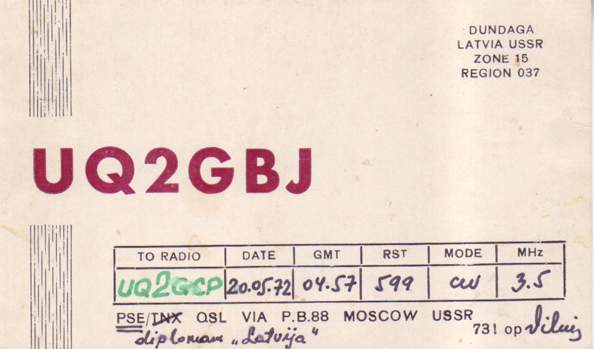 DUNDAGA
LATVIA USSR
ZONE 15
REGION 037
UQ2GBJ
TO RADIO DATE GMT RST MODE MHz
UQ2GCP 20.05.72 04.57 599 CW 3.5
PSE/TNX QSL VIA P.B.88 MOSCOW USSR
73! op Vilnis
diplomam „Latvija"